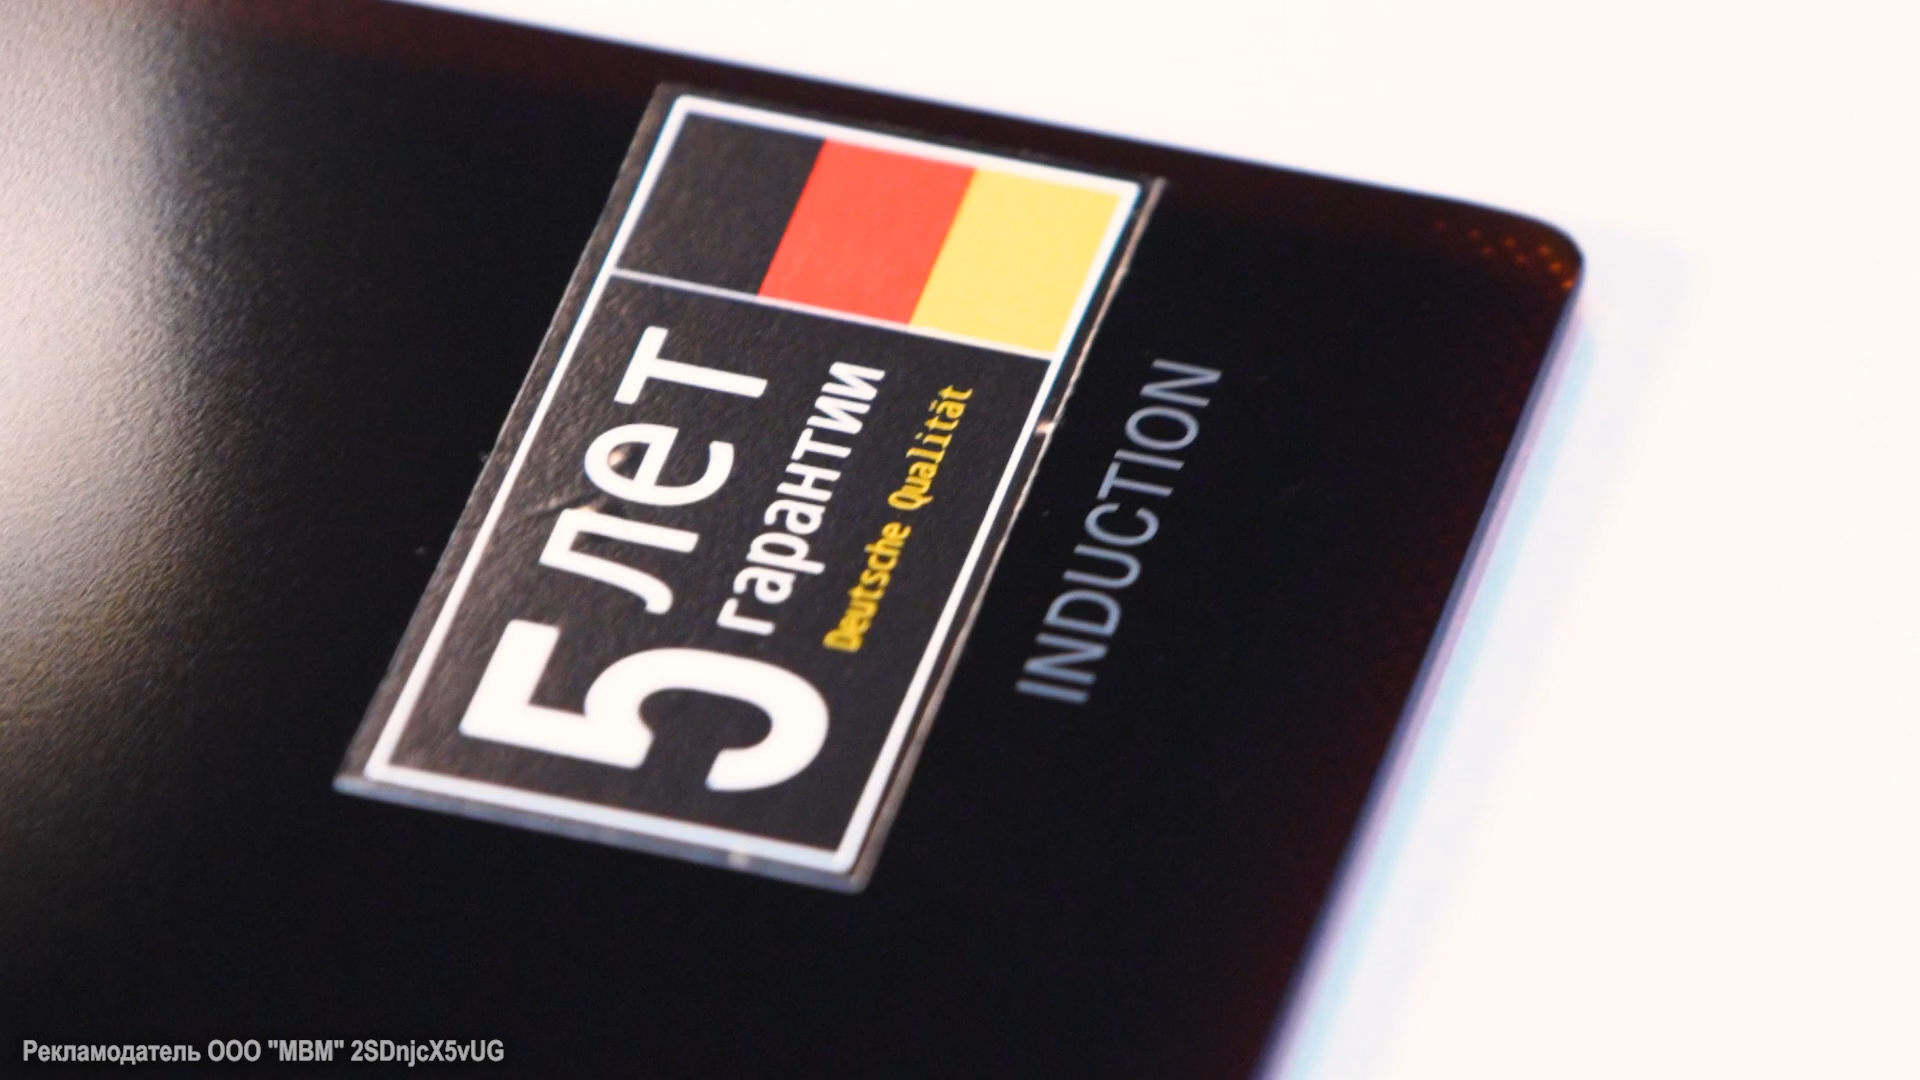 5 лет
гарантии
Deutsche Qualität
INDUCTION
Рекламодатель ООО "МВМ" 2SDnjcX5vUG